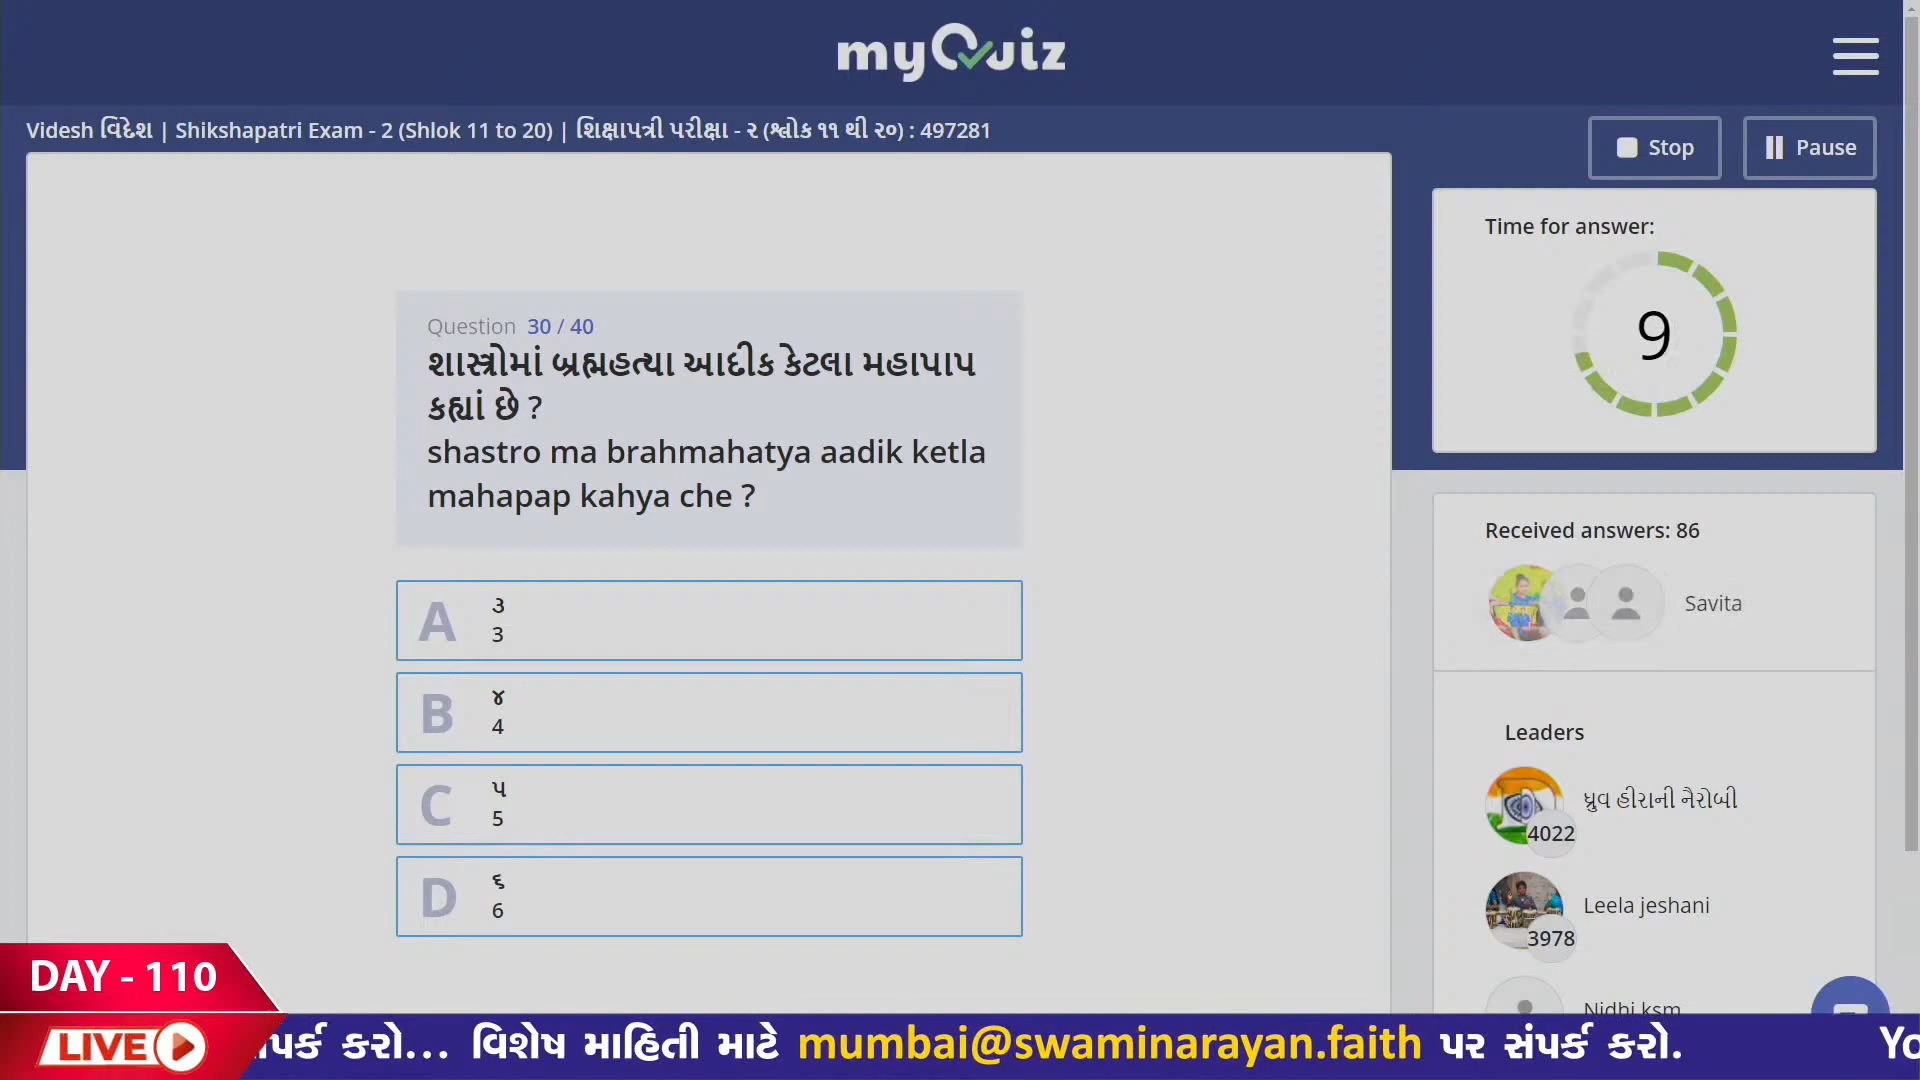 myQuiz
Videsh વિદેશ | Shikshapatri Exam - 2 (Shlok 11 to 20) | શિક્ષાપત્રી પરીક્ષા - ૨ (શ્લોક ૧૧ થી ૨૦) : 497281
Stop
Pause
Time for answer:
9
Question 30 / 40
શાસ્ત્રોમાં બ્રહ્મહત્યા આદીક કેટલા મહાપાપ
કહ્યાં છે ?
shastro ma brahmahatya aadik ketla
mahapap kahya che ?
A
૩
3
B
૪
4
C
૫
5
D
૬
6
Received answers: 86
Savita
Leaders
ધ્રુવ હીરાની નૈરોબી
4022
Leela jeshani
3978
Nidhi ksm
DAY - 110
LIVE
કરો... વિશેષ માહિતી માટે mumbai@swaminarayan.faith પર સંપર્ક કરો.